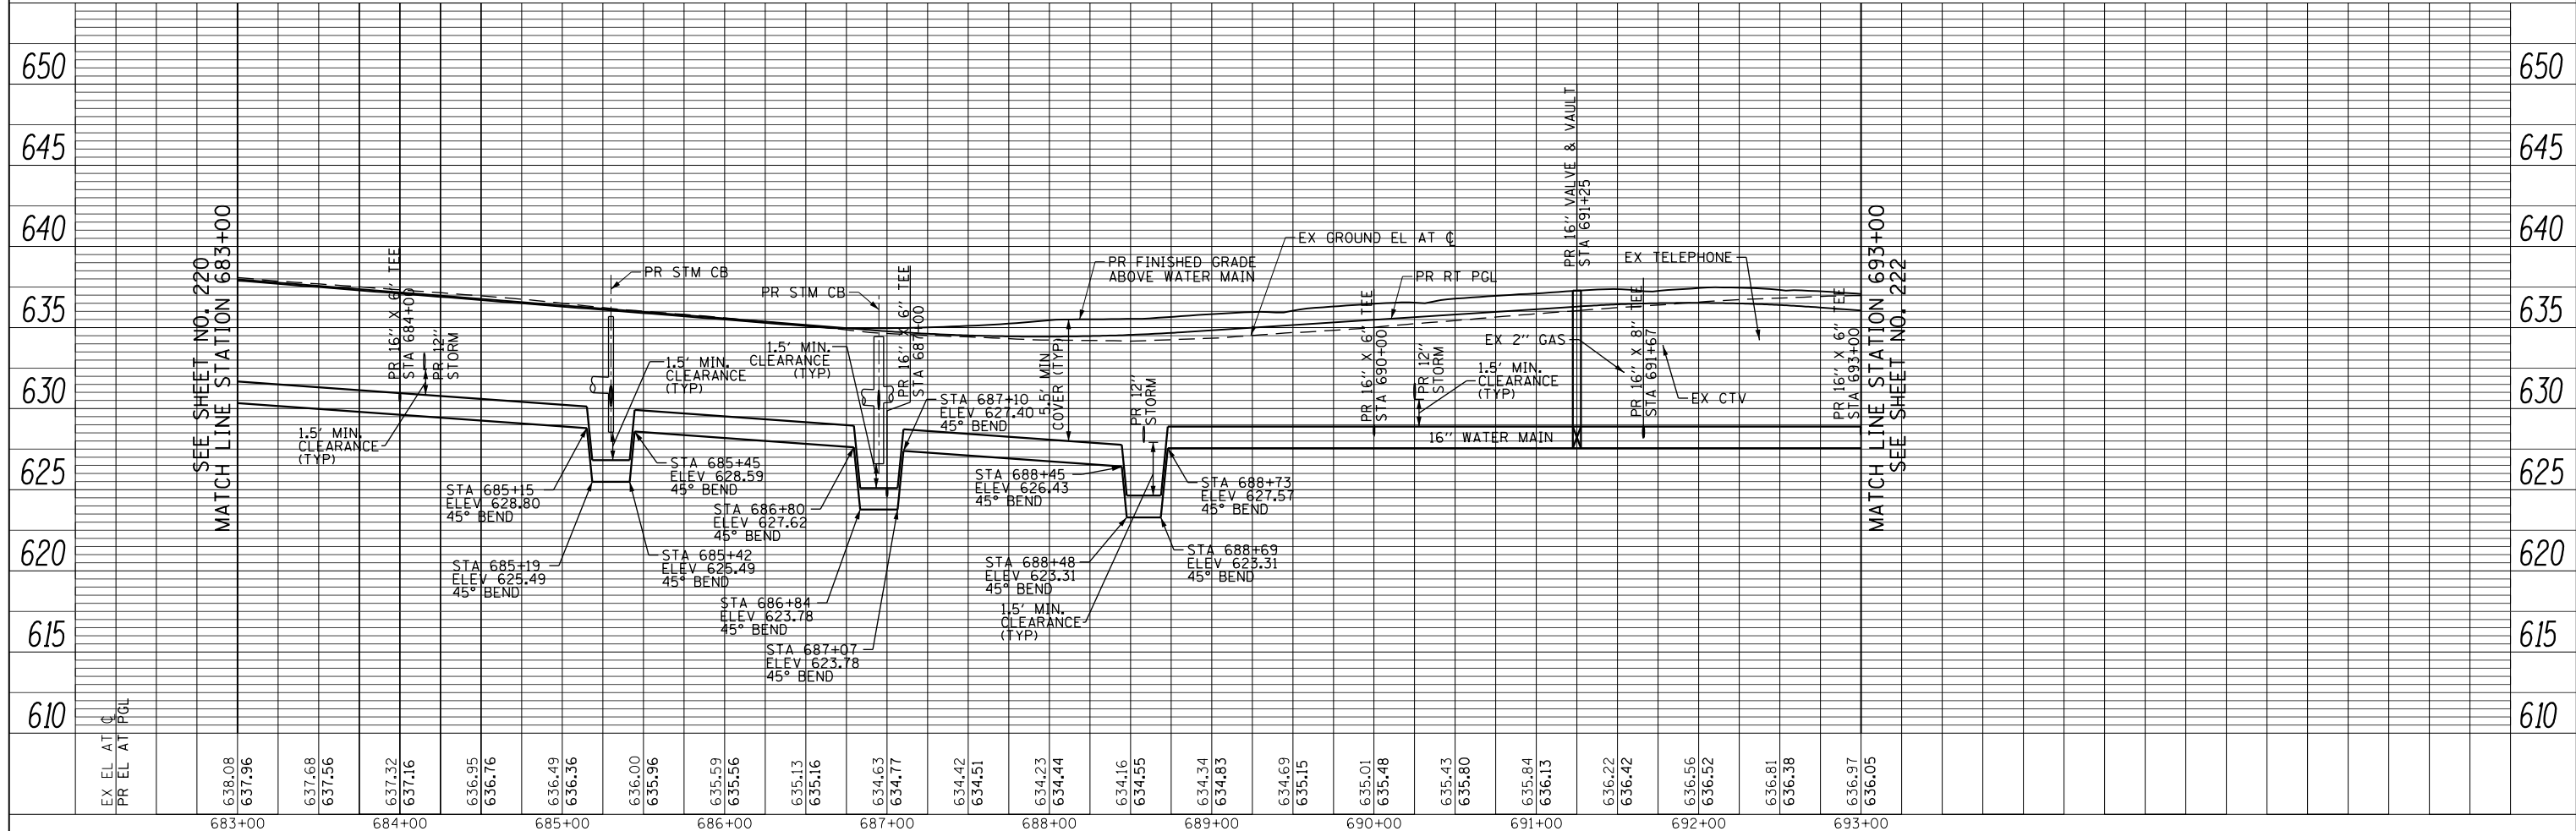 650
645
640
635
630
625
620
615
610
650
645
640
635
630
625
620
615
610
SEE SHEET NO. 220
MATCH LINE STATION 683+00
PR 16" X 6" TEE
STA 684+00
PR 12"
STORM
1.5' MIN.
CLEARANCE
(TYP)
STA 685+15
ELEV 628.80
45° BEND
STA 685+19
ELEV 625.49
45° BEND
PR STM CB
1.5' MIN.
CLEARANCE
(TYP)
STA 685+45
ELEV 628.59
45° BEND
STA 685+42
ELEV 625.49
45° BEND
PR STM CB
1.5' MIN.
CLEARANCE
(TYP)
STA 686+80
ELEV 627.62
45° BEND
STA 686+84
ELEV 623.78
45° BEND
STA 687+07
ELEV 623.78
45° BEND
PR 16" X 6" TEE
STA 687+00
STA 687+10
ELEV 627.40
45° BEND
5.5' MIN
COVER (TYP)
PR FINISHED GRADE
ABOVE WATER MAIN
EX GROUND EL AT ℄
PR RT PGL
PR 12"
STORM
STA 688+45
ELEV 626.43
45° BEND
STA 688+48
ELEV 623.31
45° BEND
1.5' MIN.
CLEARANCE
(TYP)
STA 688+73
ELEV 627.57
45° BEND
STA 688+69
ELEV 623.31
45° BEND
PR 16" X 6" TEE
STA 690+00
PR 12"
STORM
1.5' MIN.
CLEARANCE
(TYP)
16" WATER MAIN
EX 2" GAS
PR 16" VALVE & VAULT
STA 691+25
EX TELEPHONE
PR 16" X 8" TEE
STA 691+67
EX CTV
PR 16" X 6" TEE
STA 693+00
MATCH LINE STATION 693+00
SEE SHEET NO. 222
EX EL AT ℄
PR EL AT PGL
638.08
637.96
637.68
637.56
637.32
637.16
636.95
636.76
636.49
636.36
636.00
635.96
635.59
635.56
635.13
635.16
634.63
634.77
634.42
634.51
634.23
634.44
634.16
634.55
634.34
634.83
634.69
635.15
635.01
635.48
635.43
635.80
635.84
636.13
636.22
636.42
636.56
636.52
636.81
636.38
636.97
636.05
683+00
684+00
685+00
686+00
687+00
688+00
689+00
690+00
691+00
692+00
693+00